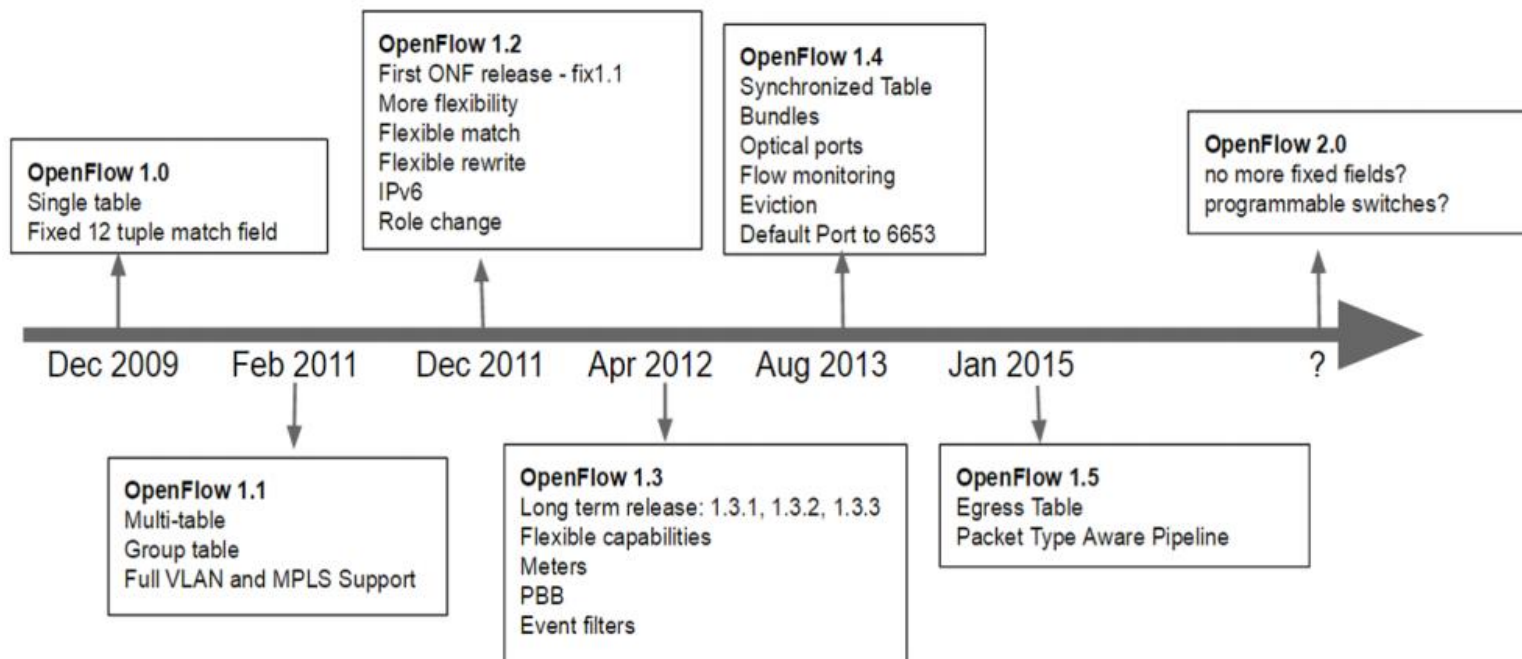 OpenFlow 1.0
Single table
Fixed 12 tuple match field
OpenFlow 1.2
First ONF release - fix1.1
More flexibility
Flexible match
Flexible rewrite
IPv6
Role change
OpenFlow 1.4
Synchronized Table
Bundles
Optical ports
Flow monitoring
Eviction
Default Port to 6653
OpenFlow 2.0
no more fixed fields?
programmable switches?
Dec 2009 Feb 2011 Dec 2011 Apr 2012 Aug 2013 Jan 2015 ?
OpenFlow 1.1
Multi-table
Group table
Full VLAN and MPLS Support
OpenFlow 1.3
Long term release: 1.3.1, 1.3.2, 1.3.3
Flexible capabilities
Meters
PBB
Event filters
OpenFlow 1.5
Egress Table
Packet Type Aware Pipeline